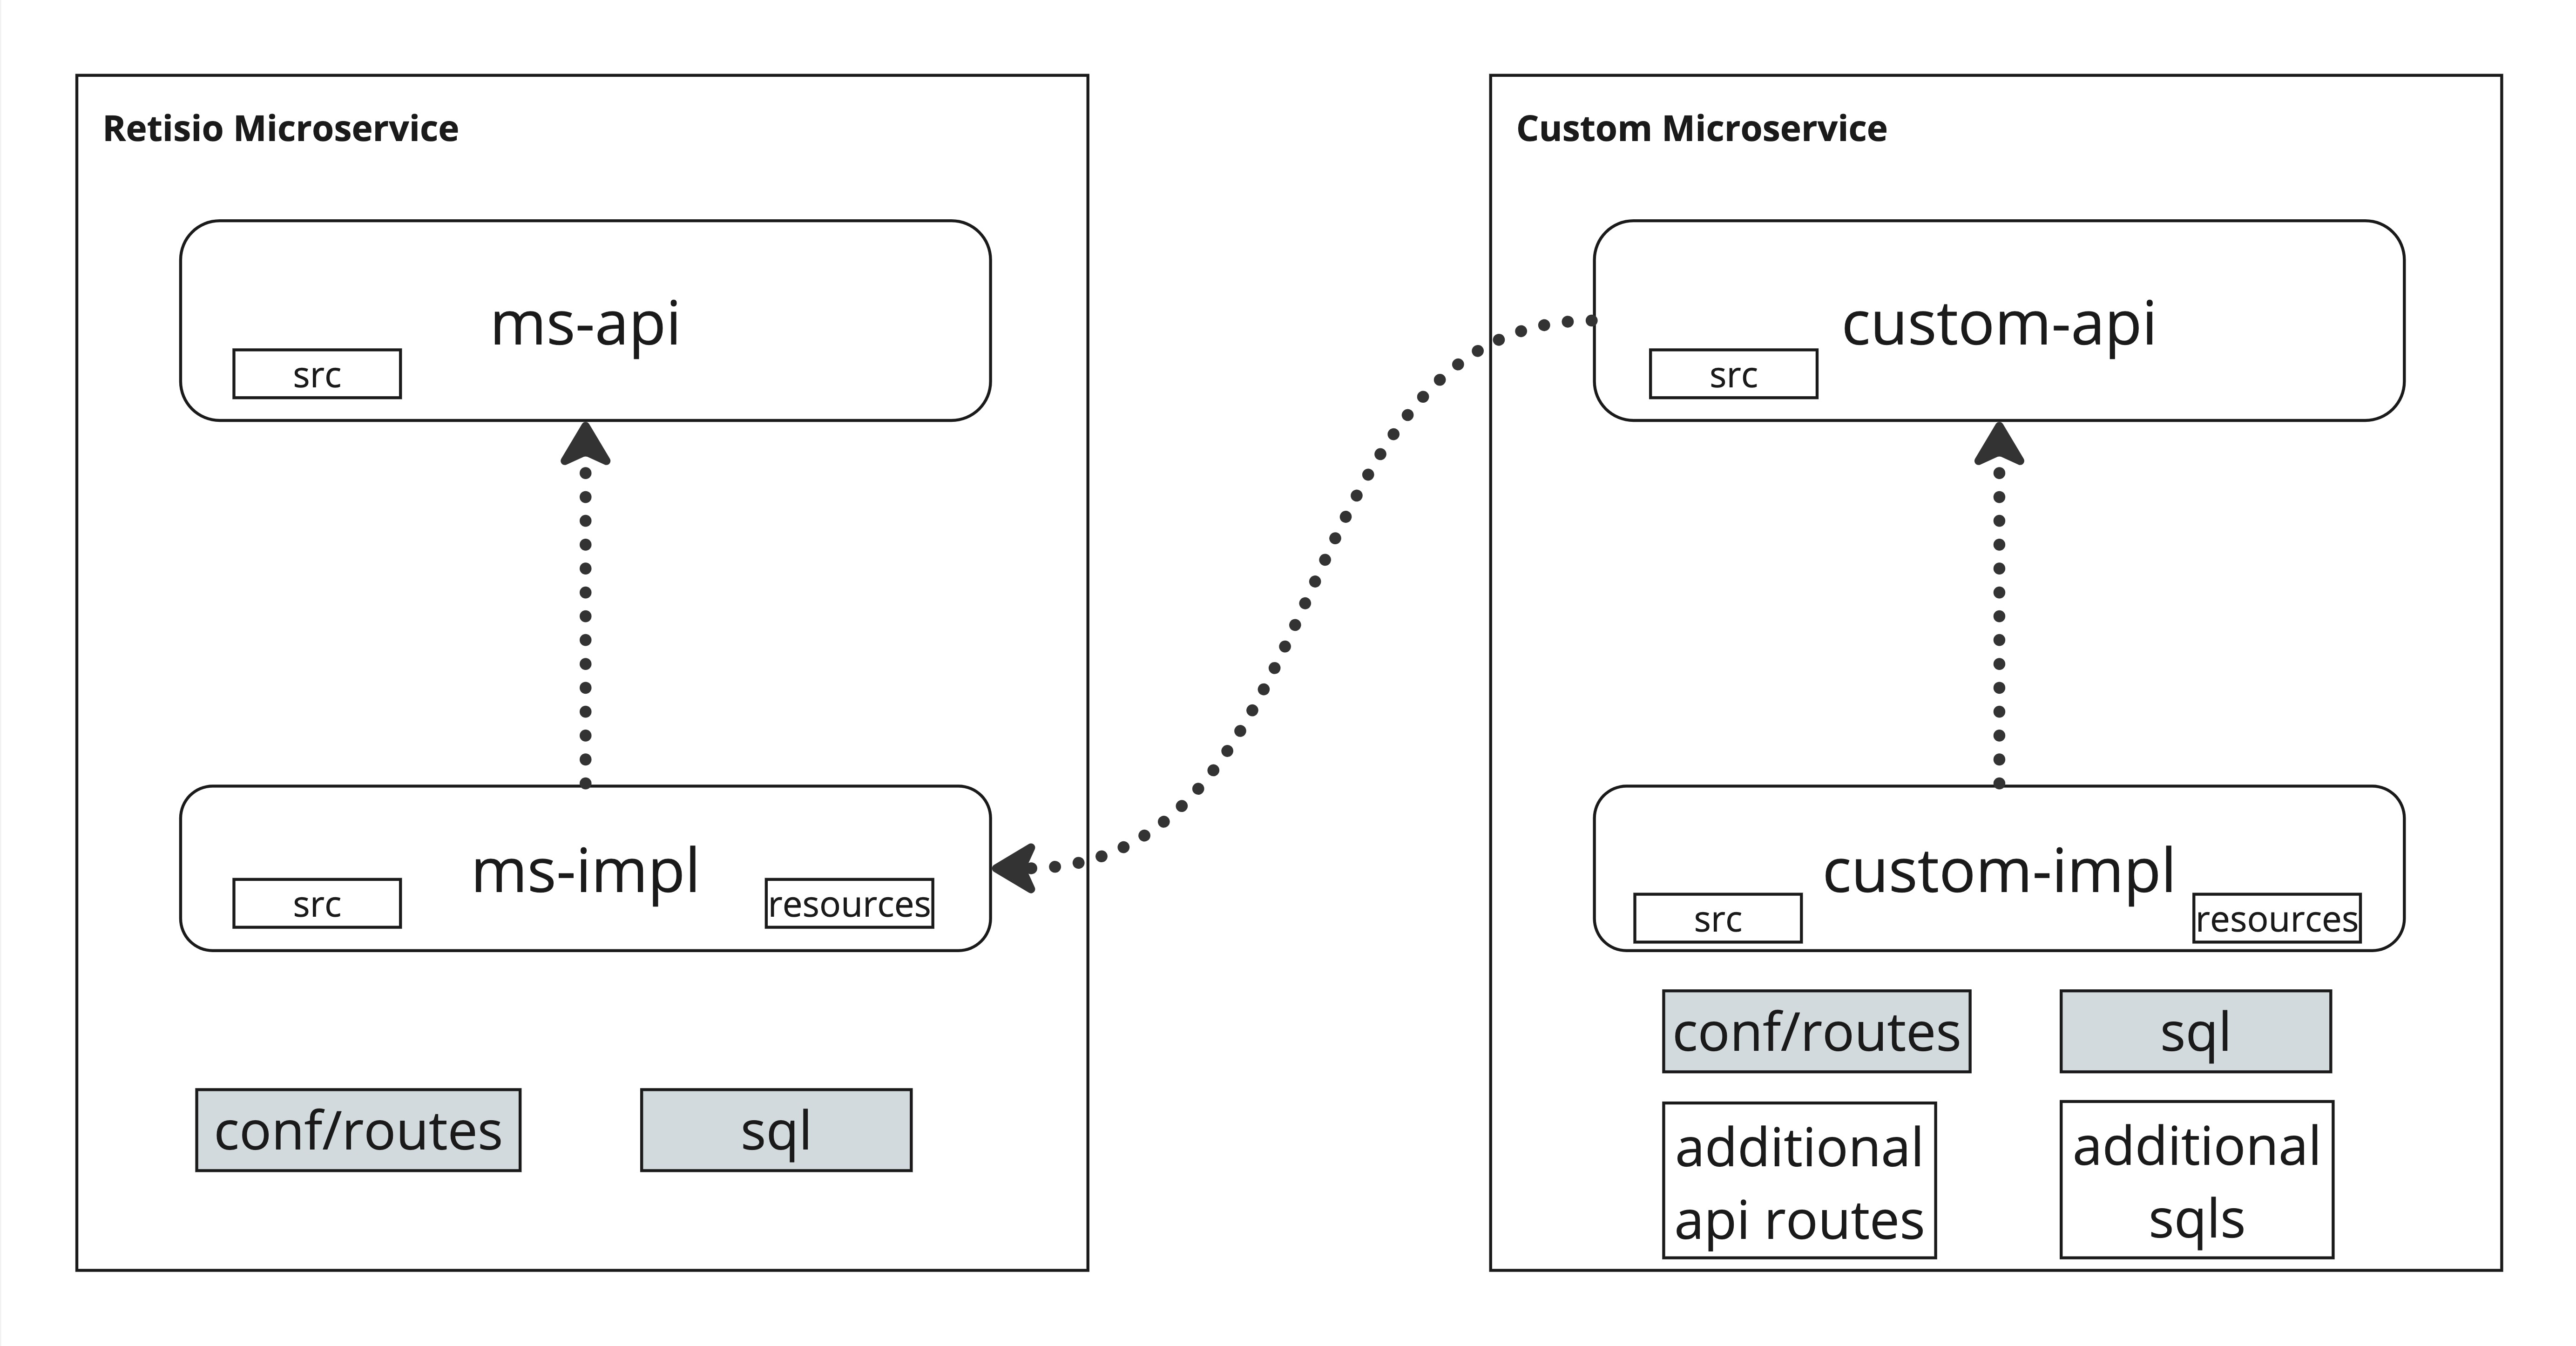 Retisio Microservice
ms-api
src
ms-impl
src
resources
conf/routes
sql
Custom Microservice
custom-api
src
custom-impl
src
resources
conf/routes
sql
additional
api routes
additional
sqls